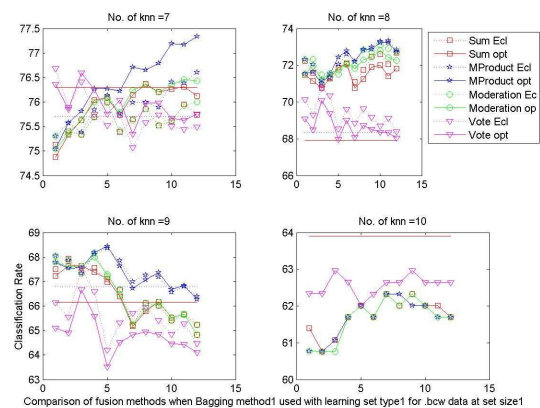 No. of knn =7
77.5
77
76.5
76
75.5
75
74.5
0 5 10 15
No. of knn =8
74
72
70
68
66
0 5 10 15
Sum Ecl
Sum opt
MProduct Ecl
MProduct opt
Moderation Ec
Moderation op
Vote Ecl
Vote opt
No. of knn =9
69
68
67
66
65
64
63
0 5 10 15
Classification Rate
No. of knn =10
64
63
62
61
60
0 5 10 15
Comparison of fusion methods when Bagging method1 used with learning set type1 for .bcw data at set size1